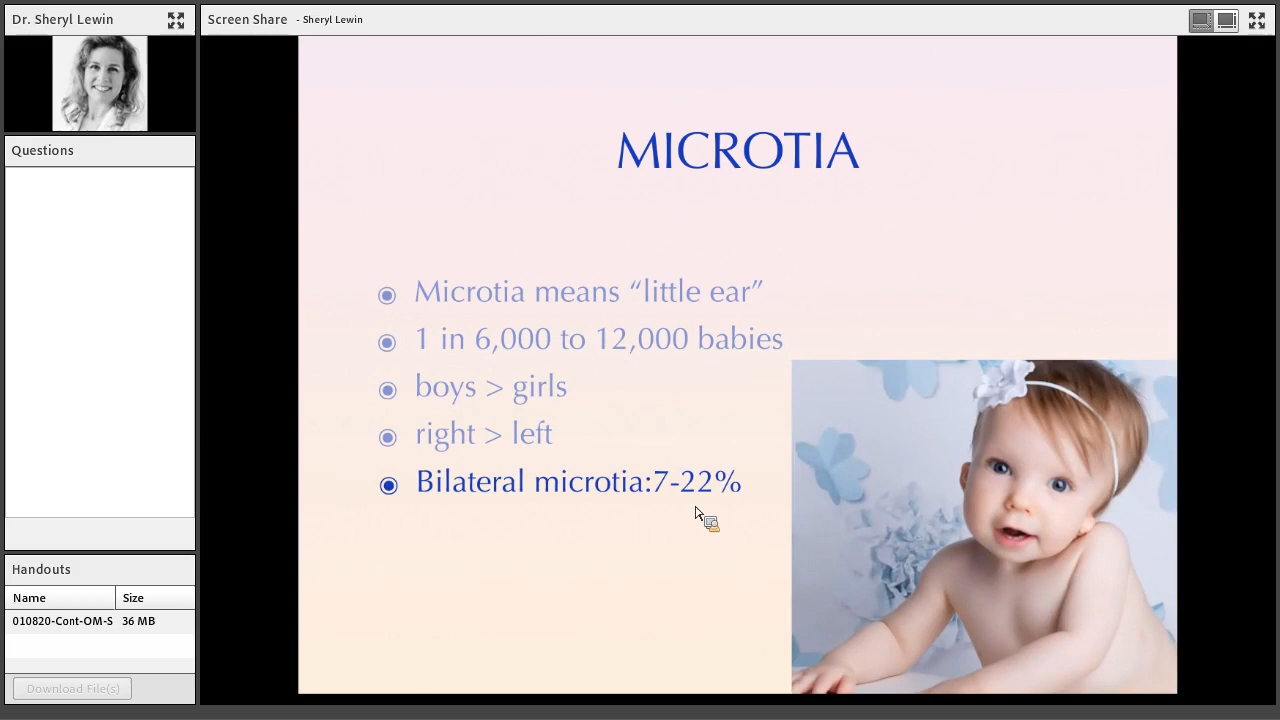 Dr. Sheryl Lewin
Screen Share - Sheryl Lewin
Questions
MICROTIA
Microtia means “little ear”
1 in 6,000 to 12,000 babies
boys > girls
right > left
Bilateral microtia:7-22%
Handouts
Name Size
010820-Cont-OM-S 36 MB
Download File(s)